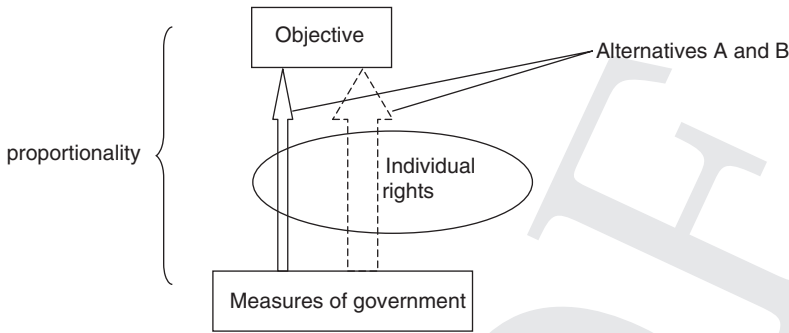 Objective
Alternatives A and B
proportionality
Individual
rights
Measures of government